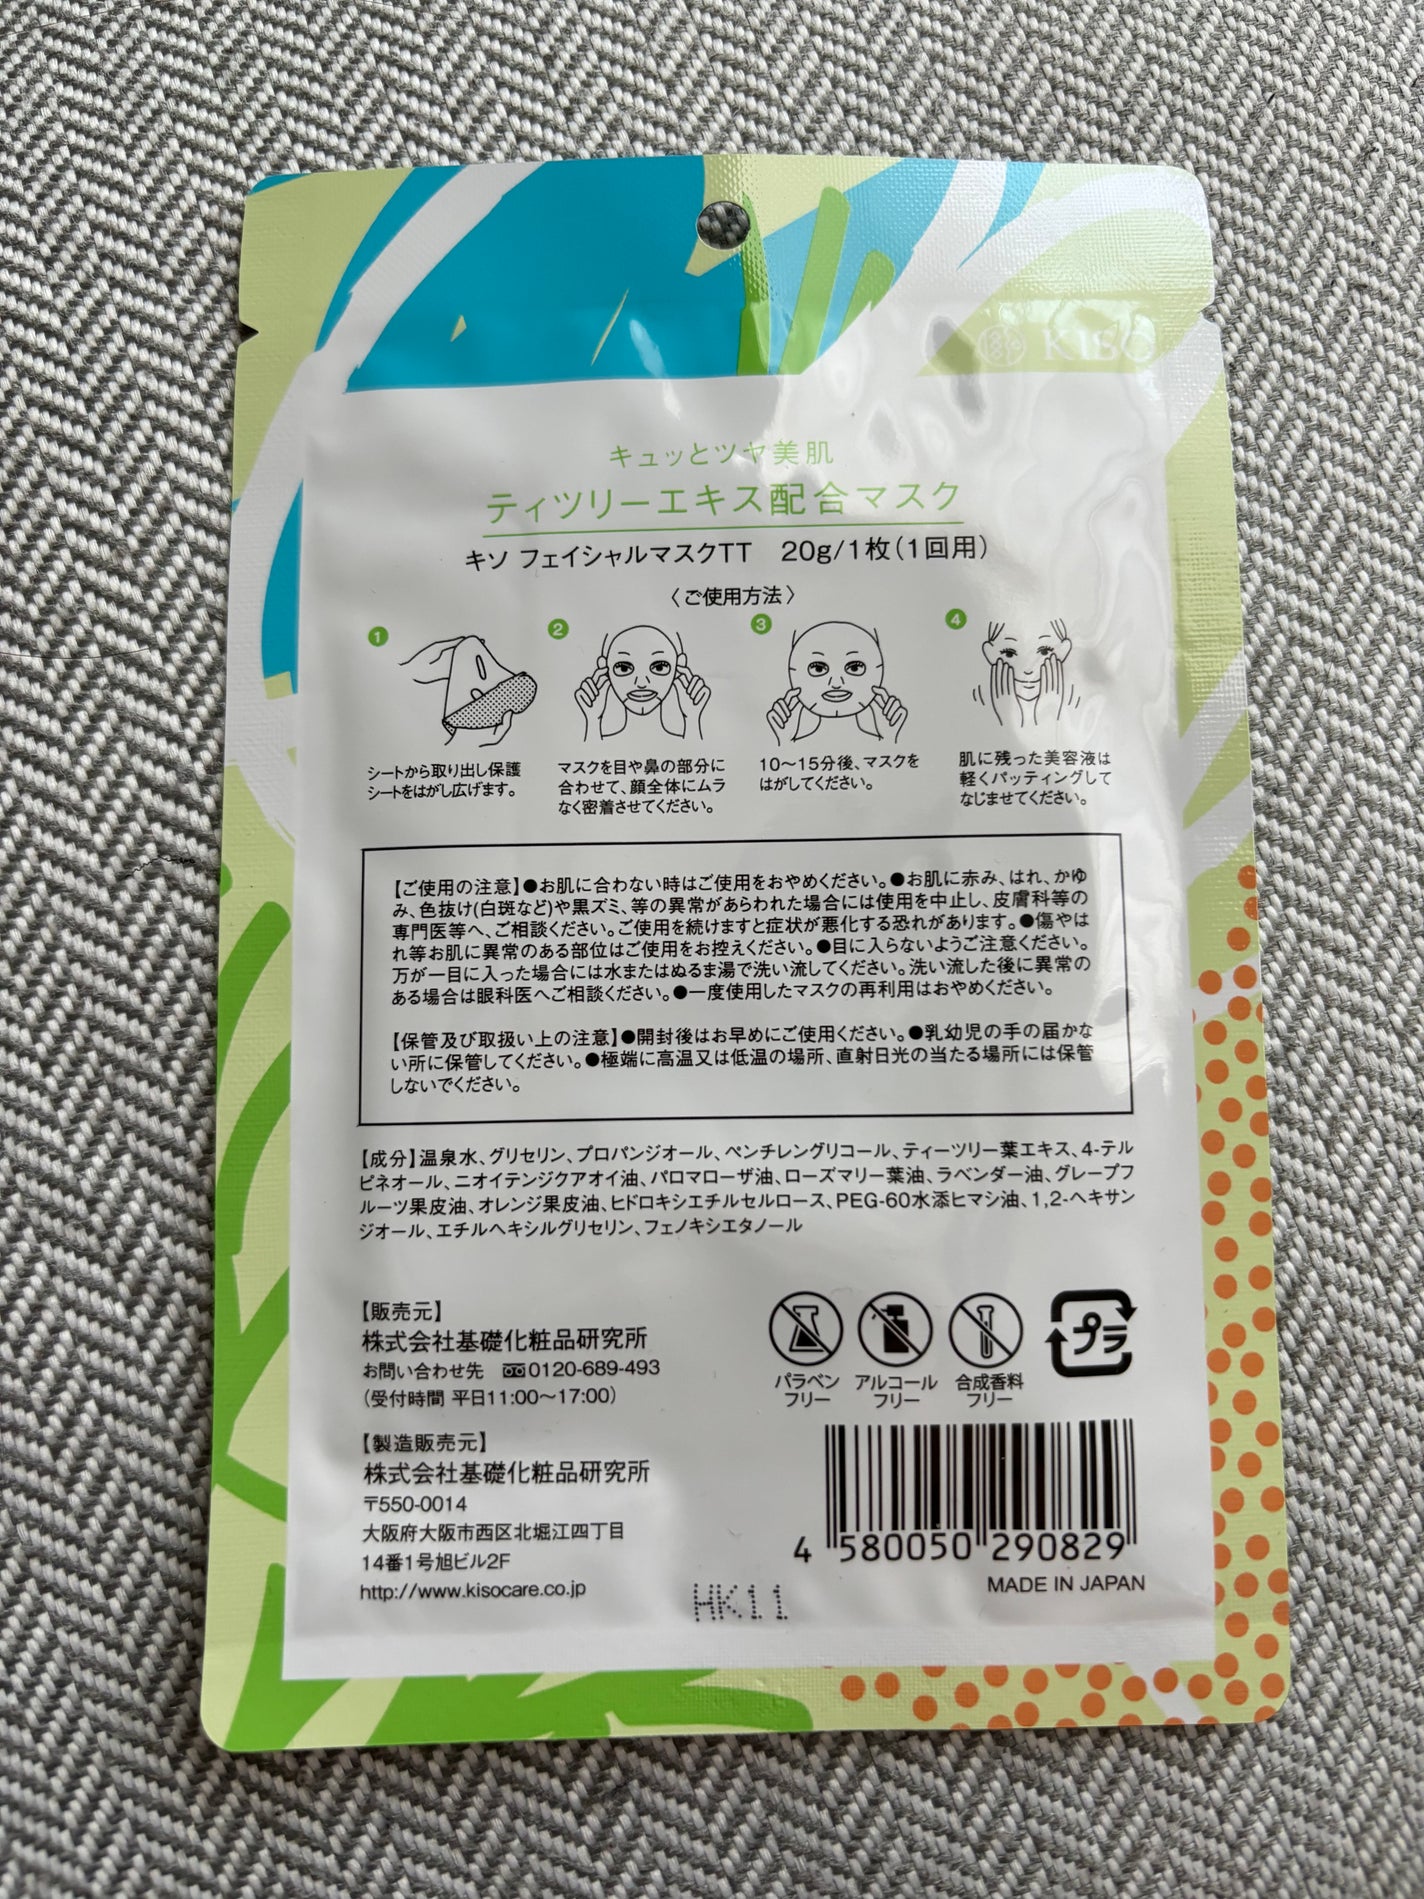 KISO
キュッとツヤ美肌
ティツリーエキス配合マスク
キソ フェイシャルマスクTT 20g/1枚(1回用)
〈ご使用方法〉
1
シートから取り出し保護
シートをはがし広げます。
2
マスクを目や鼻の部分に
合わせて、顔全体にムラ
なく密着させてください。
3
10〜15分後、マスクを
はがしてください。
4
肌に残った美容液は
軽くパッティングして
なじませてください。
【ご使用の注意】●お肌に合わない時はご使用をおやめください。●お肌に赤み、はれ、かゆ
み、色抜け(白斑など)や黒ズミ、等の異常があらわれた場合には使用を中止し、皮膚科等の
専門医等へ、ご相談ください。ご使用を続けますと症状が悪化する恐れがあります。●傷やは
れ等お肌に異常のある部位はご使用をお控えください。●目に入らないようご注意ください。
万が一目に入った場合には水またはぬるま湯で洗い流してください。洗い流した後に異常の
ある場合は眼科医へご相談ください。●一度使用したマスクの再利用はおやめください。
【保管及び取扱い上の注意】●開封後はお早めにご使用ください。●乳幼児の手の届かな
い所に保管してください。●極端に高温又は低温の場所、直射日光の当たる場所には保管
しないでください。
【成分】温泉水、グリセリン、プロパンジオール、ペンチレングリコール、ティーツリー葉エキス、4-テル
ピネオール、ニオイテンジクアオイ油、パロマローザ油、ローズマリー葉油、ラベンダー油、グレープフ
ルーツ果皮油、オレンジ果皮油、ヒドロキシエチルセルロース、PEG-60水添ヒマシ油、1,2-ヘキサン
ジオール、エチルヘキシルグリセリン、フェノキシエタノール
【販売元】
株式会社基礎化粧品研究所
お問い合わせ先 0120-689-493
(受付時間 平日11:00〜17:00)
【製造販売元】
株式会社基礎化粧品研究所
〒550-0014
大阪府大阪市西区北堀江四丁目
14番1号旭ビル2F
http://www.kisocare.co.jp
パラベン
フリー
アルコール
フリー
合成香料
フリー
プラ
4 580050 290829
MADE IN JAPAN
HK11